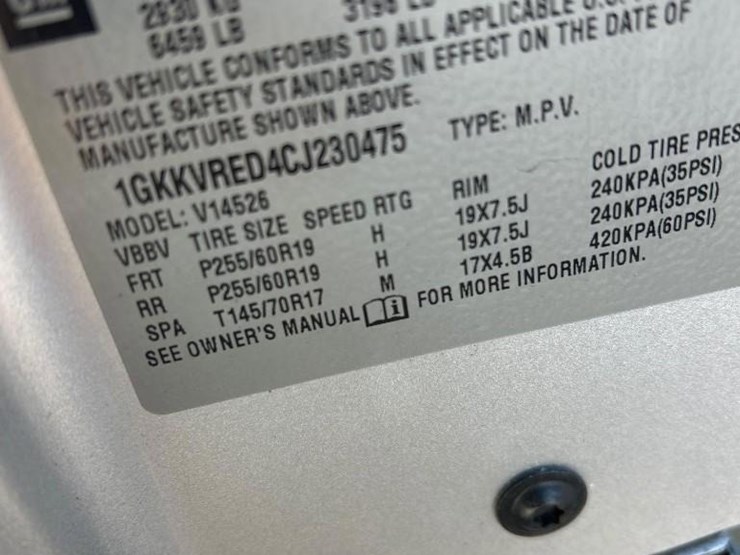 GM
2930 KG
6459 LB
THIS VEHICLE CONFORMS TO ALL APPLICABLE U.S.
VEHICLE SAFETY STANDARDS IN EFFECT ON THE DATE OF
MANUFACTURE SHOWN ABOVE.
1GKKVRED4CJ230475 TYPE: M.P.V.
MODEL: V14526
VBBV TIRE SIZE SPEED RTG RIM COLD TIRE PRES
FRT P255/60R19 H 19X7.5J 240KPA(35PSI)
RR P255/60R19 H 19X7.5J 240KPA(35PSI)
SPA T145/70R17 M 17X4.5B 420KPA(60PSI)
SEE OWNER'S MANUAL i FOR MORE INFORMATION.